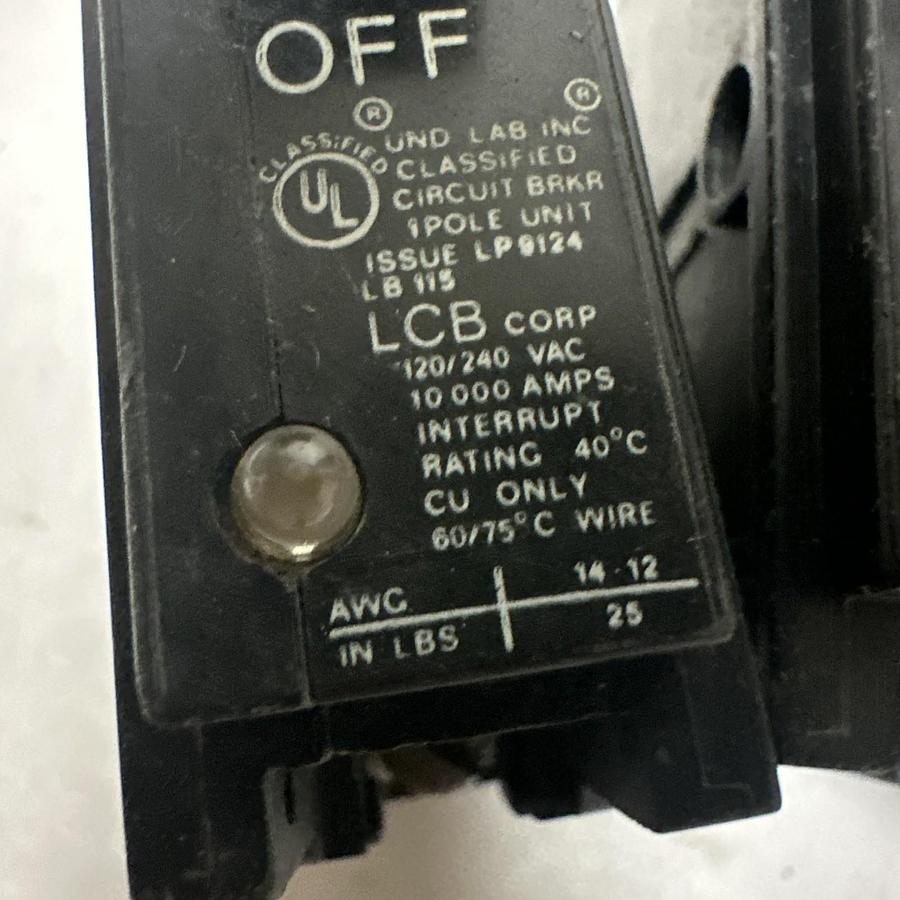 OFF
®
®
CLASSIFIED
UL
UND LAB INC
CLASSIFIED
CIRCUIT BRKR
1POLE UNIT
ISSUE LP9124
LB 115
LCB CORP
120/240 VAC
10 000 AMPS
INTERRUPT
RATING 40°C
CU ONLY
60/75°C WIRE
AWG 14-12
IN LBS 25